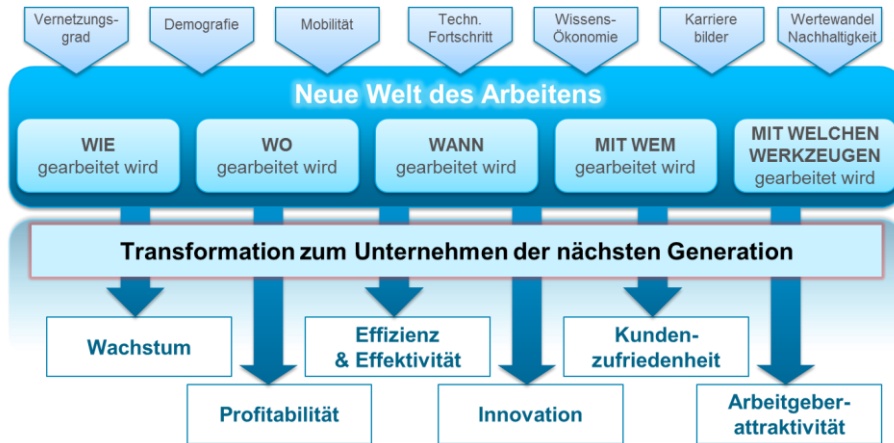 Vernetzungs-
grad
Demografie
Mobilität
Techn.
Fortschritt
Wissens-
Ökonomie
Karriere
bilder
Wertewandel
Nachhaltigkeit
Neue Welt des Arbeitens
WIE
gearbeitet wird
WO
gearbeitet wird
WANN
gearbeitet wird
MIT WEM
gearbeitet wird
MIT WELCHEN
WERKZEUGEN
gearbeitet wird
Transformation zum Unternehmen der nächsten Generation
Wachstum
Effizienz
& Effektivität
Kunden-
zufriedenheit
Profitabilität
Innovation
Arbeitgeber-
attraktivität